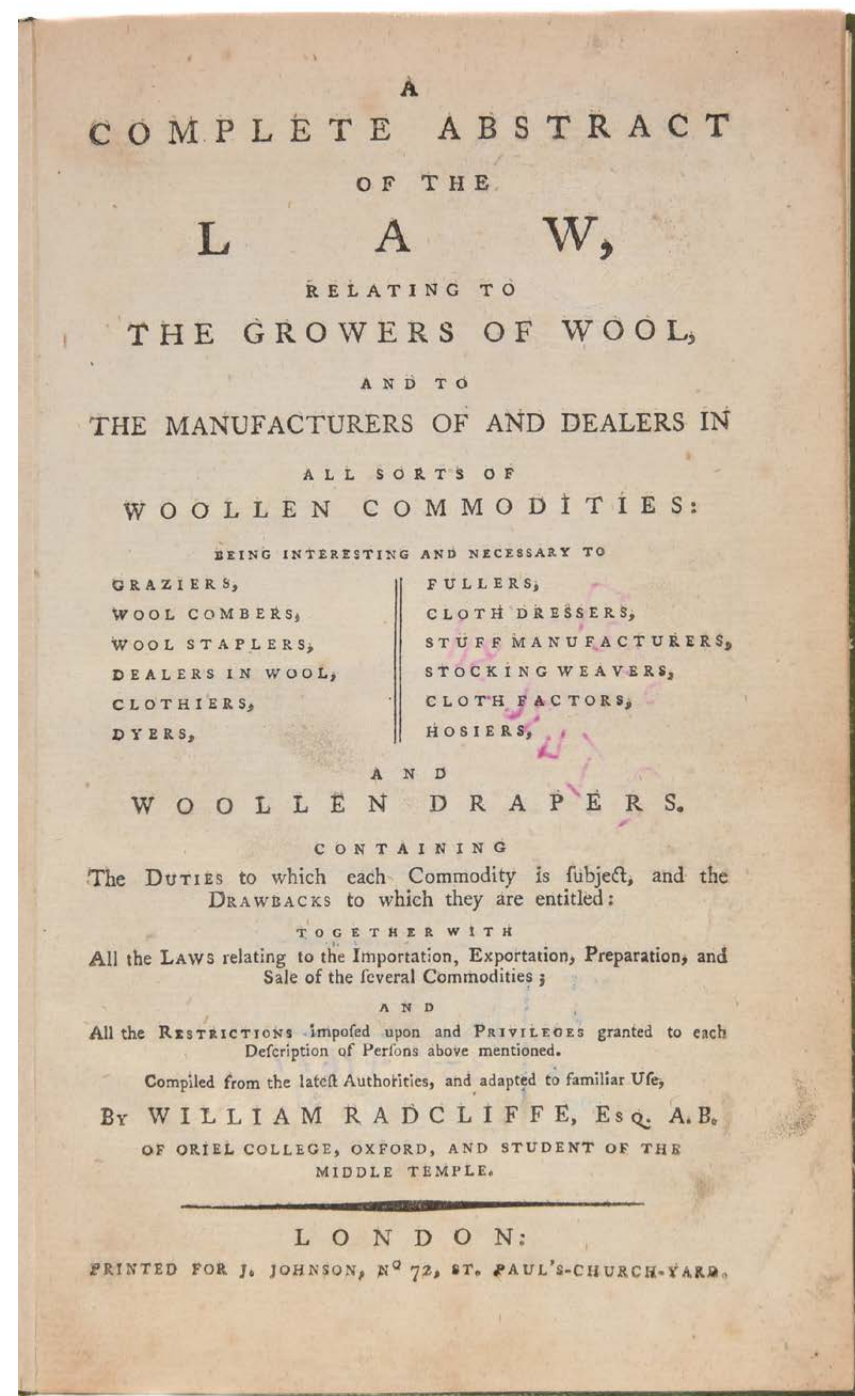 A
COMPLETE ABSTRACT
OF THE
LAW,
RELATING TO
THE GROWERS OF WOOL,
AND TO
THE MANUFACTURERS OF AND DEALERS IN
ALL SORTS OF
WOOLLEN COMMODITIES:
BEING INTERESTING AND NECESSARY TO
GRAZIERS,
WOOL COMBERS,
WOOL STAPLERS,
DEALERS IN WOOL,
CLOTHIERS,
DYERS,
FULLERS,
CLOTH DRESSERS,
STUFF MANUFACTURERS,
STOCKING WEAVERS,
CLOTH FACTORS,
HOSIERS,
AND
WOOLLEN DRAPERS.
CONTAINING
The DUTIES to which each Commodity is ſubject, and the
DRAWBACKS to which they are entitled:
TOGETHER WITH
All the LAWS relating to the Importation, Exportation, Preparation, and
Sale of the ſeveral Commodities;
AND
All the RESTRICTIONS impoſed upon and PRIVILEGES granted to each
Deſcription of Perſons above mentioned.
Compiled from the lateſt Authorities, and adapted to familiar Uſe,
BY WILLIAM RADCLIFFE, ESQ. A.B.
OF ORIEL COLLEGE, OXFORD, AND STUDENT OF THE
MIDDLE TEMPLE.
LONDON:
PRINTED FOR J. JOHNSON, Nº 72, ST. PAUL'S-CHURCH-YARD.